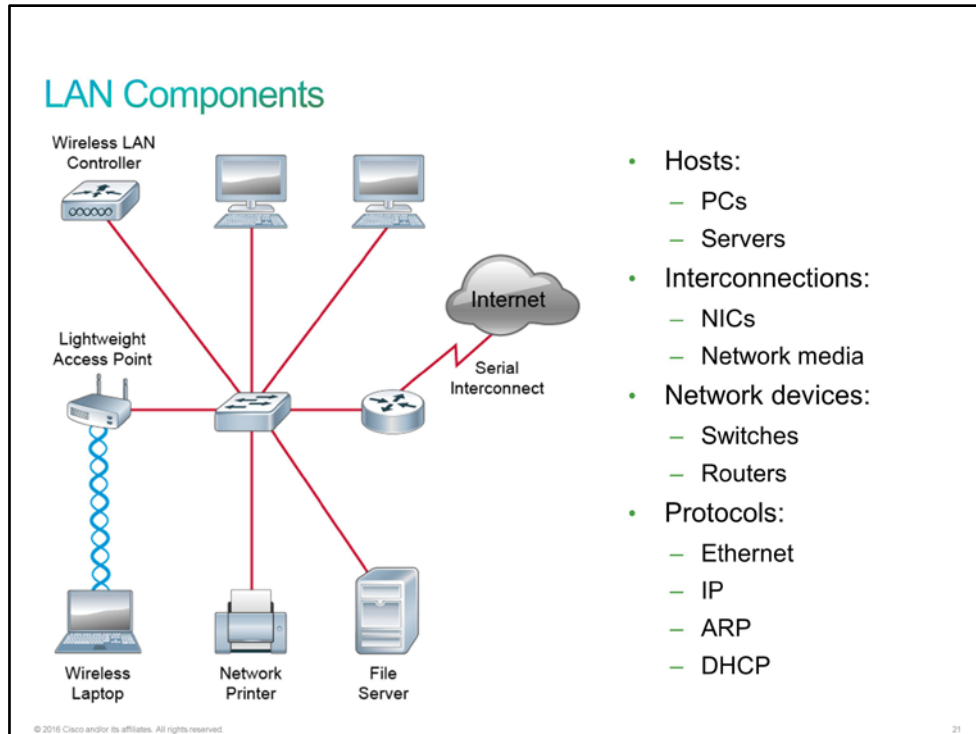 LAN Components
Wireless LAN
Controller
Internet
Lightweight
Access Point
Serial
Interconnect
Wireless
Laptop
Network
Printer
File
Server
• Hosts:
– PCs
– Servers
• Interconnections:
– NICs
– Network media
• Network devices:
– Switches
– Routers
• Protocols:
– Ethernet
– IP
– ARP
– DHCP
© 2016 Cisco and/or its affiliates. All rights reserved.
21